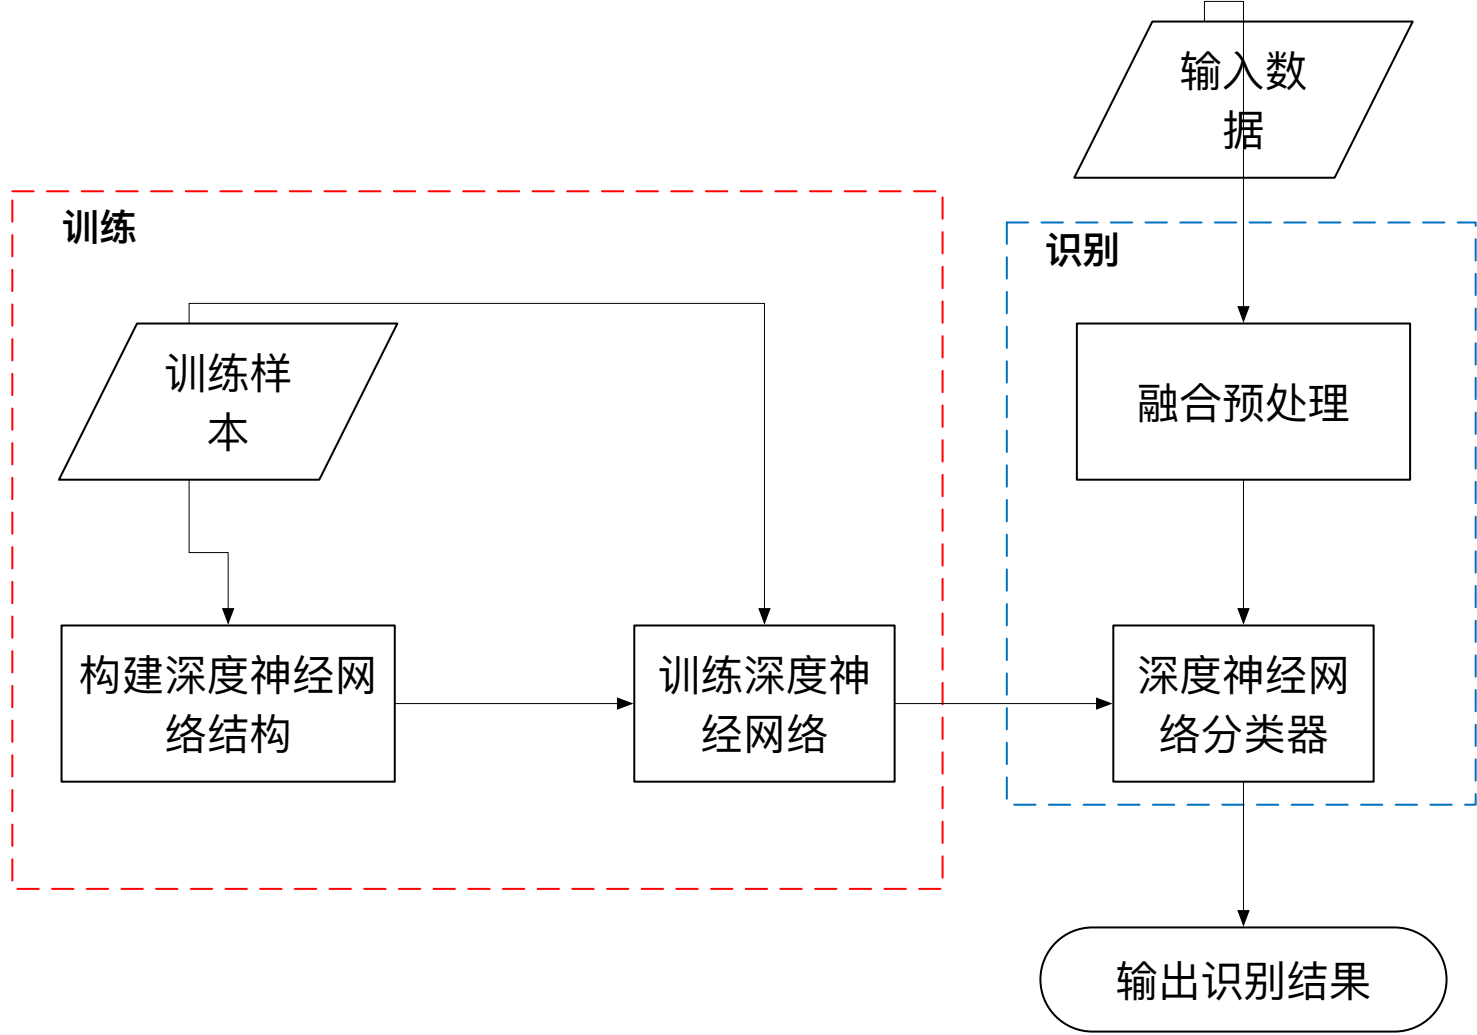 输入数
据
训练
识别
训练样
本
融合预处理
构建深度神经网
络结构
训练深度神
经网络
深度神经网
络分类器
输出识别结果